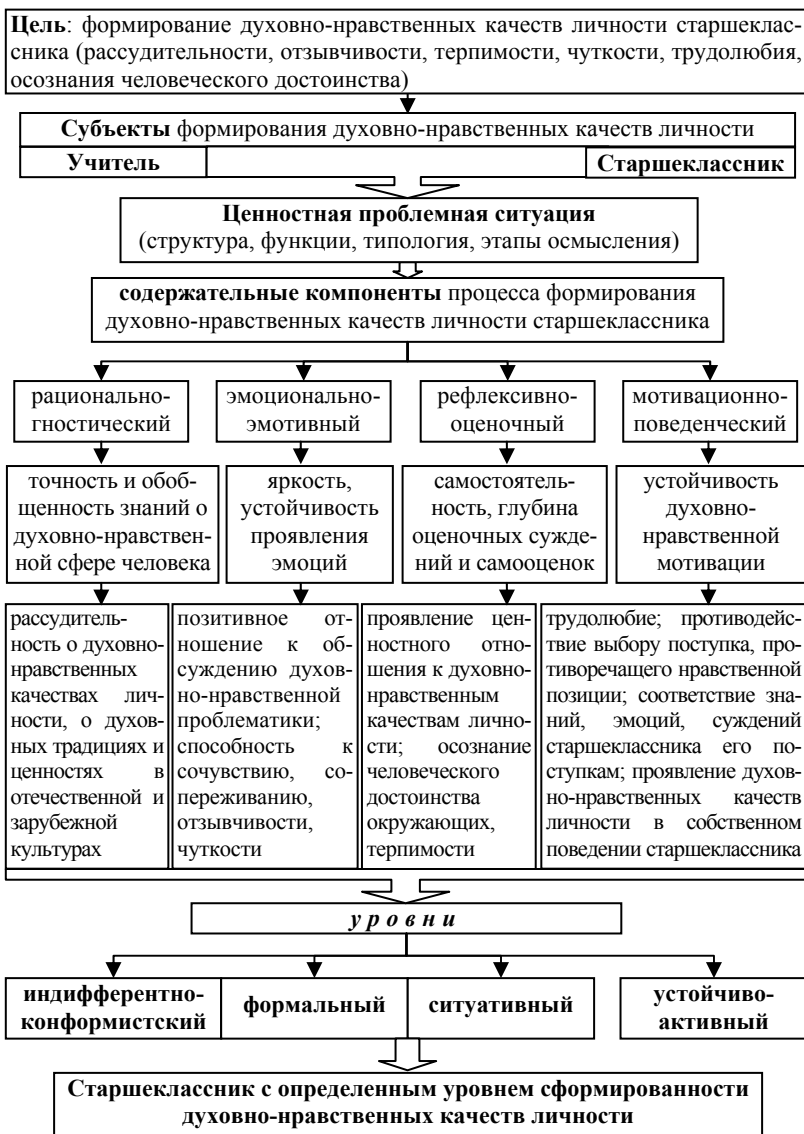 Цель: формирование духовно-нравственных качеств личности старшеклас-
сника (рассудительности, отзывчивости, терпимости, чуткости, трудолюбия,
осознания человеческого достоинства)
Субъекты формирования духовно-нравственных качеств личности
Учитель
Старшеклассник
Ценностная проблемная ситуация
(структура, функции, типология, этапы осмысления)
содержательные компоненты процесса формирования
духовно-нравственных качеств личности старшеклассника
рационально-
гностический
эмоционально-
эмотивный
рефлексивно-
оценочный
мотивационно-
поведенческий
точность и обоб-
щенность знаний о
духовно-нравствен-
ной сфере человека
яркость,
устойчивость
проявления
эмоций
самостоятель-
ность, глубина
оценочных сужде-
ний и самооценок
устойчивость
духовно-
нравственной
мотивации
рассудитель-
ность о духовно-
нравственных
качествах лич-
ности, о духов-
ных традициях и
ценностях в
отечественной и
зарубежной
культурах
позитивное от-
ношение к об-
суждению духов-
но-нравственной
проблематики;
способность к
сочувствию, со-
переживанию,
отзывчивости,
чуткости
проявление цен-
ностного отно-
шения к духовно-
нравственным
качествам лично-
сти; осознание
человеческого
достоинства
окружающих,
терпимости
трудолюбие; противодейс-
твие выбору поступка, про-
тиворечащего нравственной
позиции; соответствие зна-
ний, эмоций, суждений
старшеклассника его по-
ступкам; проявление духов-
но-нравственных качеств
личности в собственном
поведении старшеклассника
уровни
индифферентно-
конформистский
формальный
ситуативный
устойчиво-
активный
Старшеклассник с определенным уровнем сформированности
духовно-нравственных качеств личности